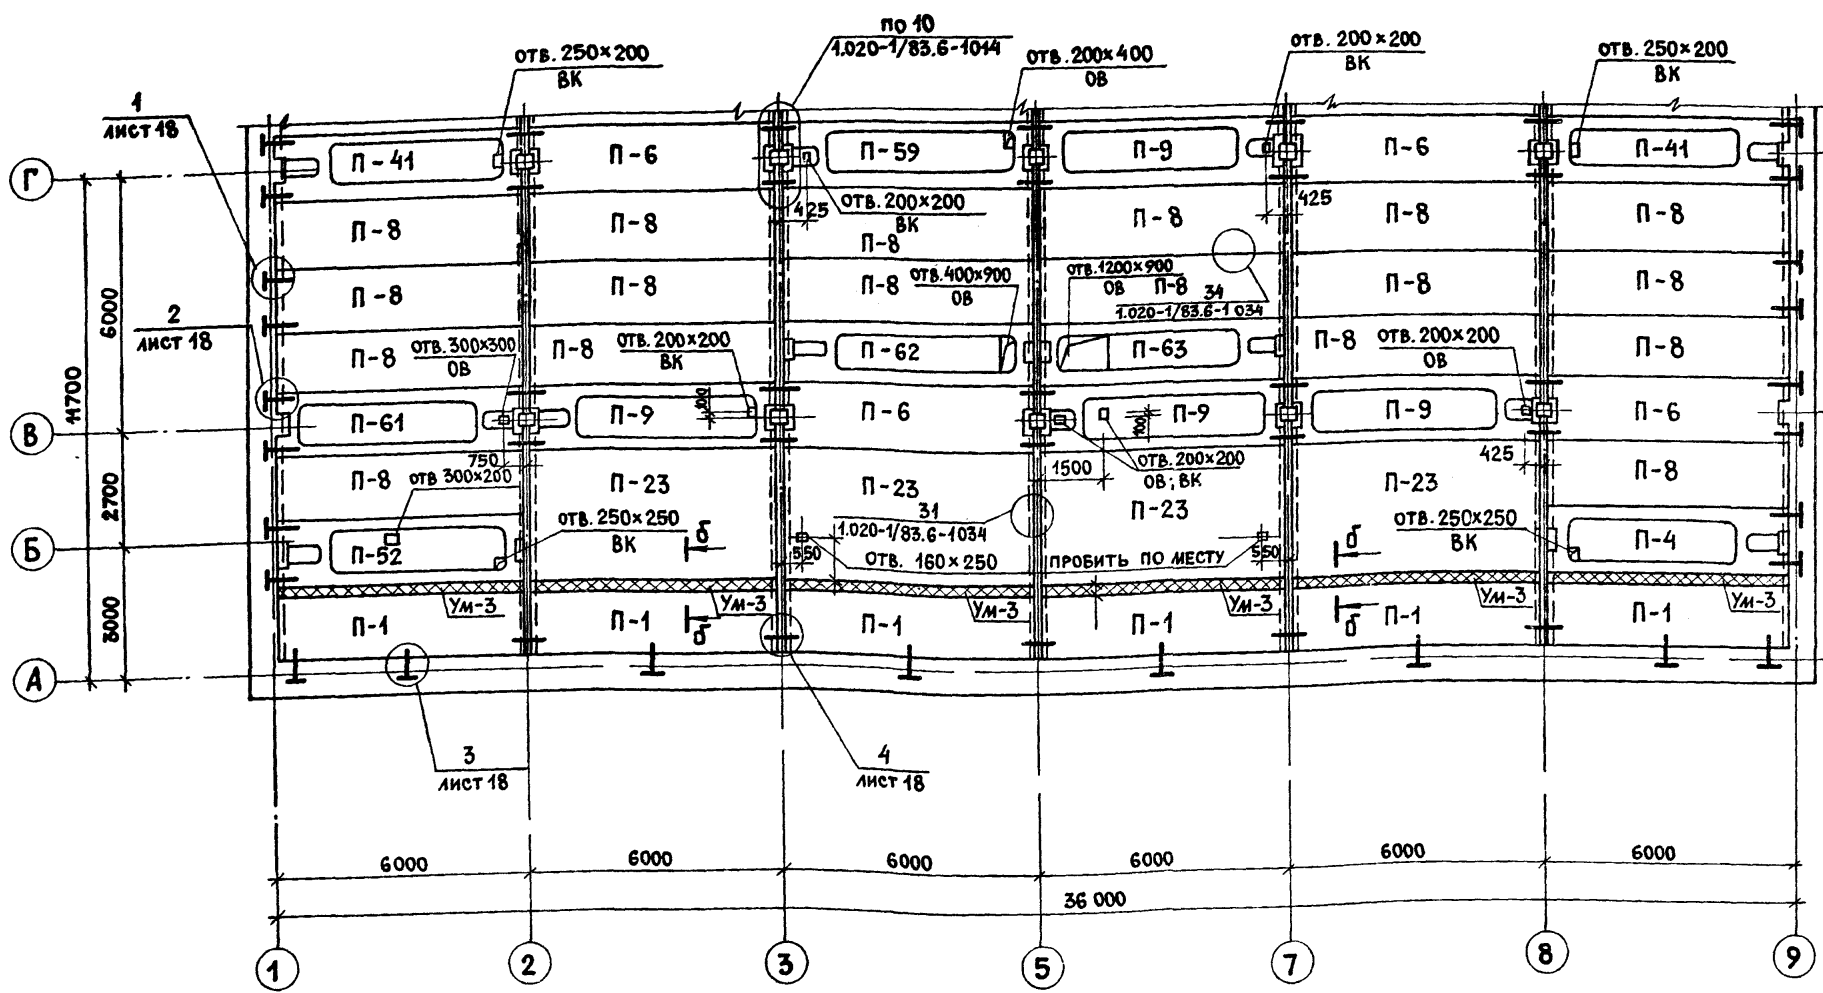 по 10
1.020-1/83.6-1014
отв. 250×200
ВК
отв. 200×400
ОВ
отв. 200×200
ВК
отв. 250×200
ВК
1
лист 18
Г
П-41
П-6
П-59
П-9
П-6
П-41
отв. 200×200
ВК
425
425
П-8
П-8
П-8
П-8
П-8
П-8
П-8
П-8
П-8
отв. 400×900
ОВ
отв. 1200×900
ОВ
П-8
34
1.020-1/83.6-1034
П-8
П-8
2
лист 18
6000
11700
П-8
отв. 300×300
ОВ
П-8
отв. 200×200
ВК
П-62
П-63
П-8
отв. 200×200
ОВ
П-8
В
П-61
П-9
100
П-6
П-9
100
П-9
П-6
750
1500
отв. 200×200
ОВ; ВК
425
П-8
отв 300×200
П-23
П-23
П-23
П-23
П-8
2700
31
1.020-1/83.6-1034
отв. 250×250
ВК
отв. 250×250
ВК
Б
П-52
б
550
отв. 160×250 пробить по месту
550
б
П-4
3000
Ум-3
Ум-3
Ум-3
Ум-3
Ум-3
Ум-3
П-1
П-1
б
П-1
П-1
б
П-1
П-1
А
3
лист 18
4
лист 18
6000
6000
6000
6000
6000
6000
36 000
1
2
3
5
7
8
9